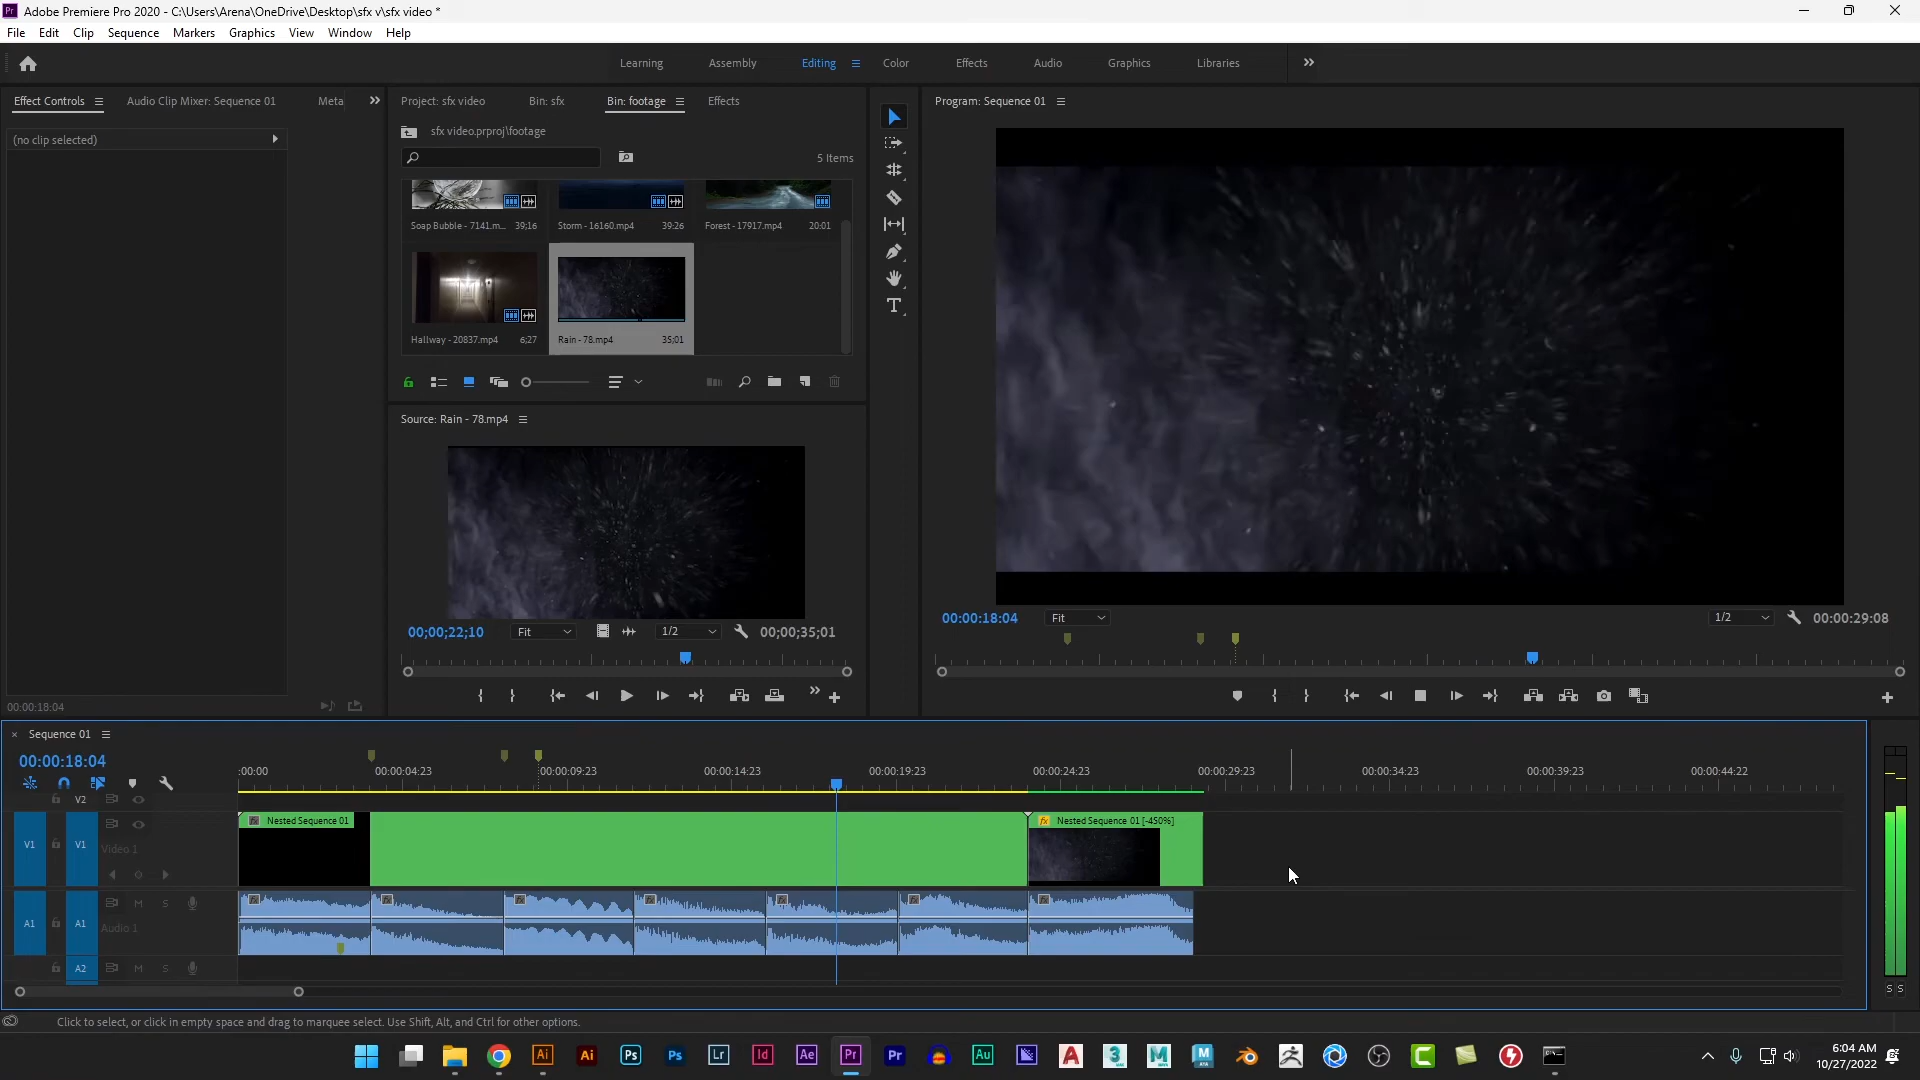 Adobe Premiere Pro 2020 - C:\Users\Arena\OneDrive\Desktop\sfx v\sfx video *
File Edit Clip Sequence Markers Graphics View Window Help
Learning Assembly Editing Color Effects Audio Graphics Libraries
Effect Controls Audio Clip Mixer: Sequence 01 Meta
Project: sfx video Bin: sfx Bin: footage Effects
Program: Sequence 01
(no clip selected)
sfx video.prproj\footage
5 Items
Soap Bubble - 7141.m... 39;16 Storm - 16160.mp4 39:26 Forest - 17917.mp4 20:01
Hallway - 20837.mp4 6;27 Rain - 78.mp4 35;01
Source: Rain - 78.mp4
00;00;22;10 Fit 1/2 00;00;35;01
00:00:18:04 Fit 1/2 00:00:29:08
00:00:18:04
Sequence 01
00:00:18:04
:00:00 00:00:04:23 00:00:09:23 00:00:14:23 00:00:19:23 00:00:24:23 00:00:29:23 00:00:34:23 00:00:39:23 00:00:44:22
V2
Nested Sequence 01 Nested Sequence 01 [-450%]
V1 V1 Video 1
M S
A1 A1 Audio 1
A2 M S
S S
Click to select, or click in empty space and drag to marquee select. Use Shift, Alt, and Ctrl for other options.
6:04 AM
10/27/2022